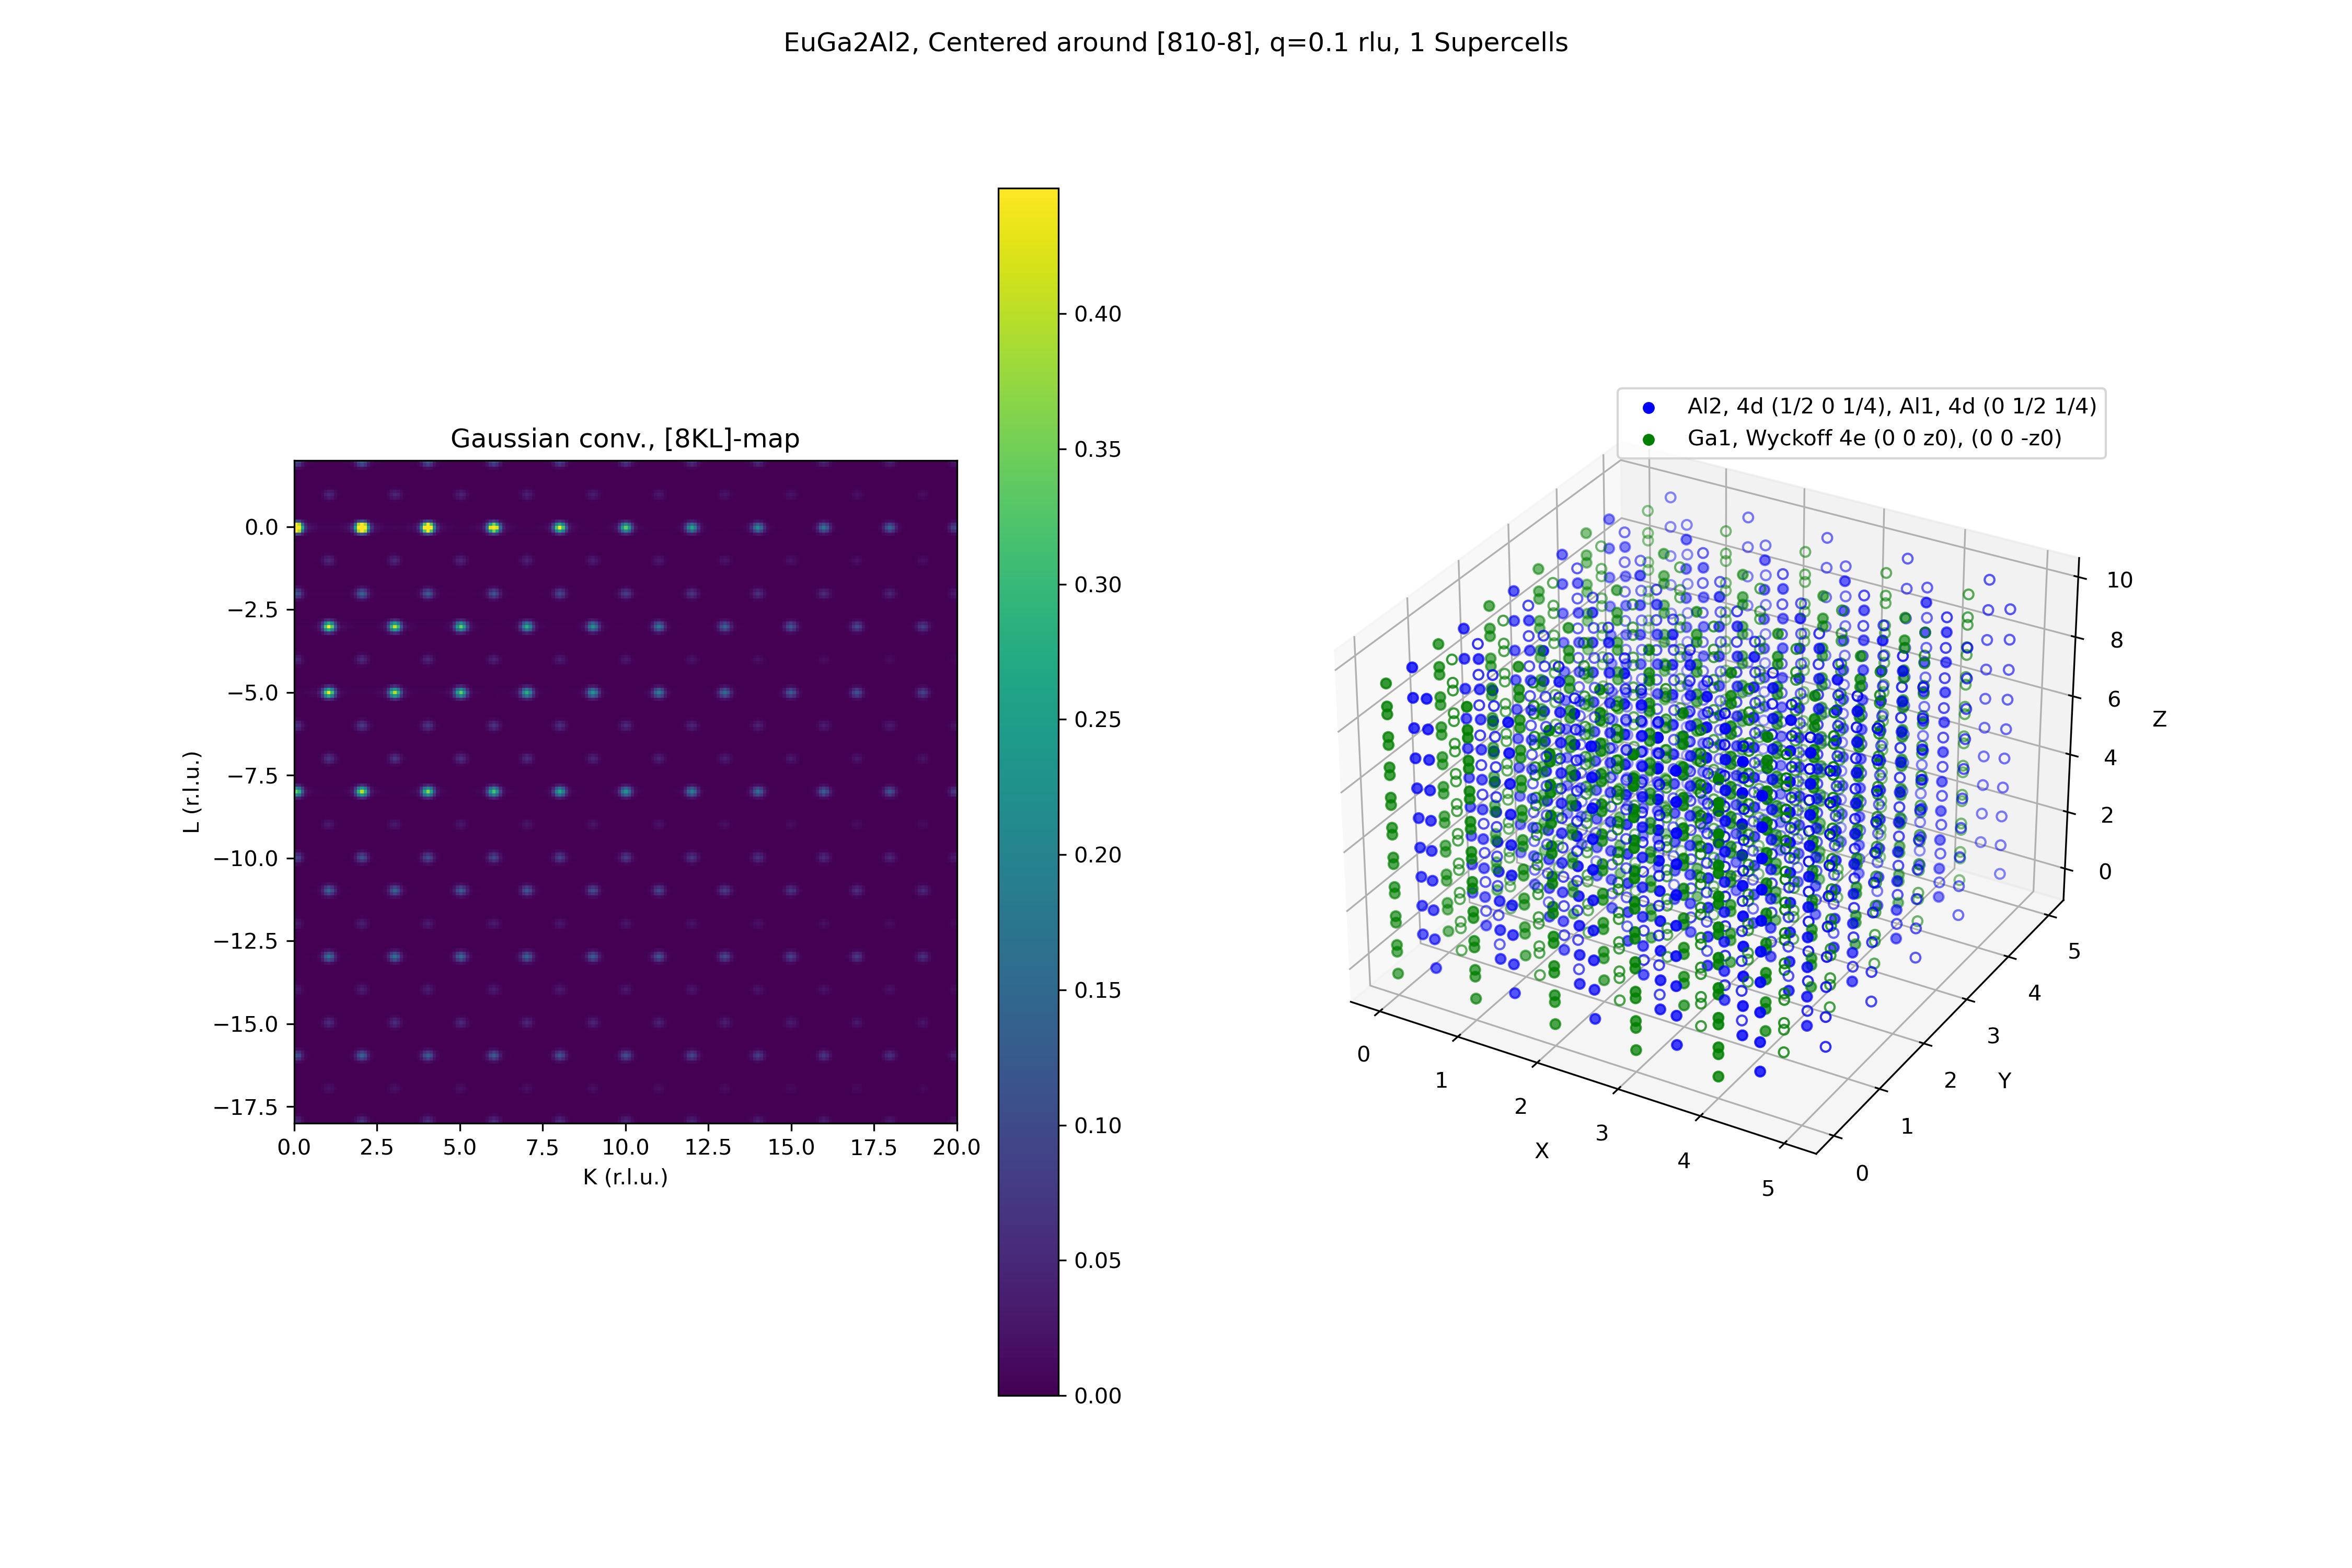 EuGa2Al2, Centered around [810-8], q=0.1 rlu, 1 Supercells
Gaussian conv., [8KL]-map
0.0
−2.5
−5.0
−7.5
−10.0
−12.5
−15.0
−17.5
L (r.l.u.)
0.0 2.5 5.0 7.5 10.0 12.5 15.0 17.5 20.0
K (r.l.u.)
0.40
0.35
0.30
0.25
0.20
0.15
0.10
0.05
0.00
Al2, 4d (1/2 0 1/4), Al1, 4d (0 1/2 1/4)
Ga1, Wyckoff 4e (0 0 z0), (0 0 -z0)
10
8
6
4
2
0
Z
0 1 2 3 4 5
X
0 1 2 3 4 5
Y